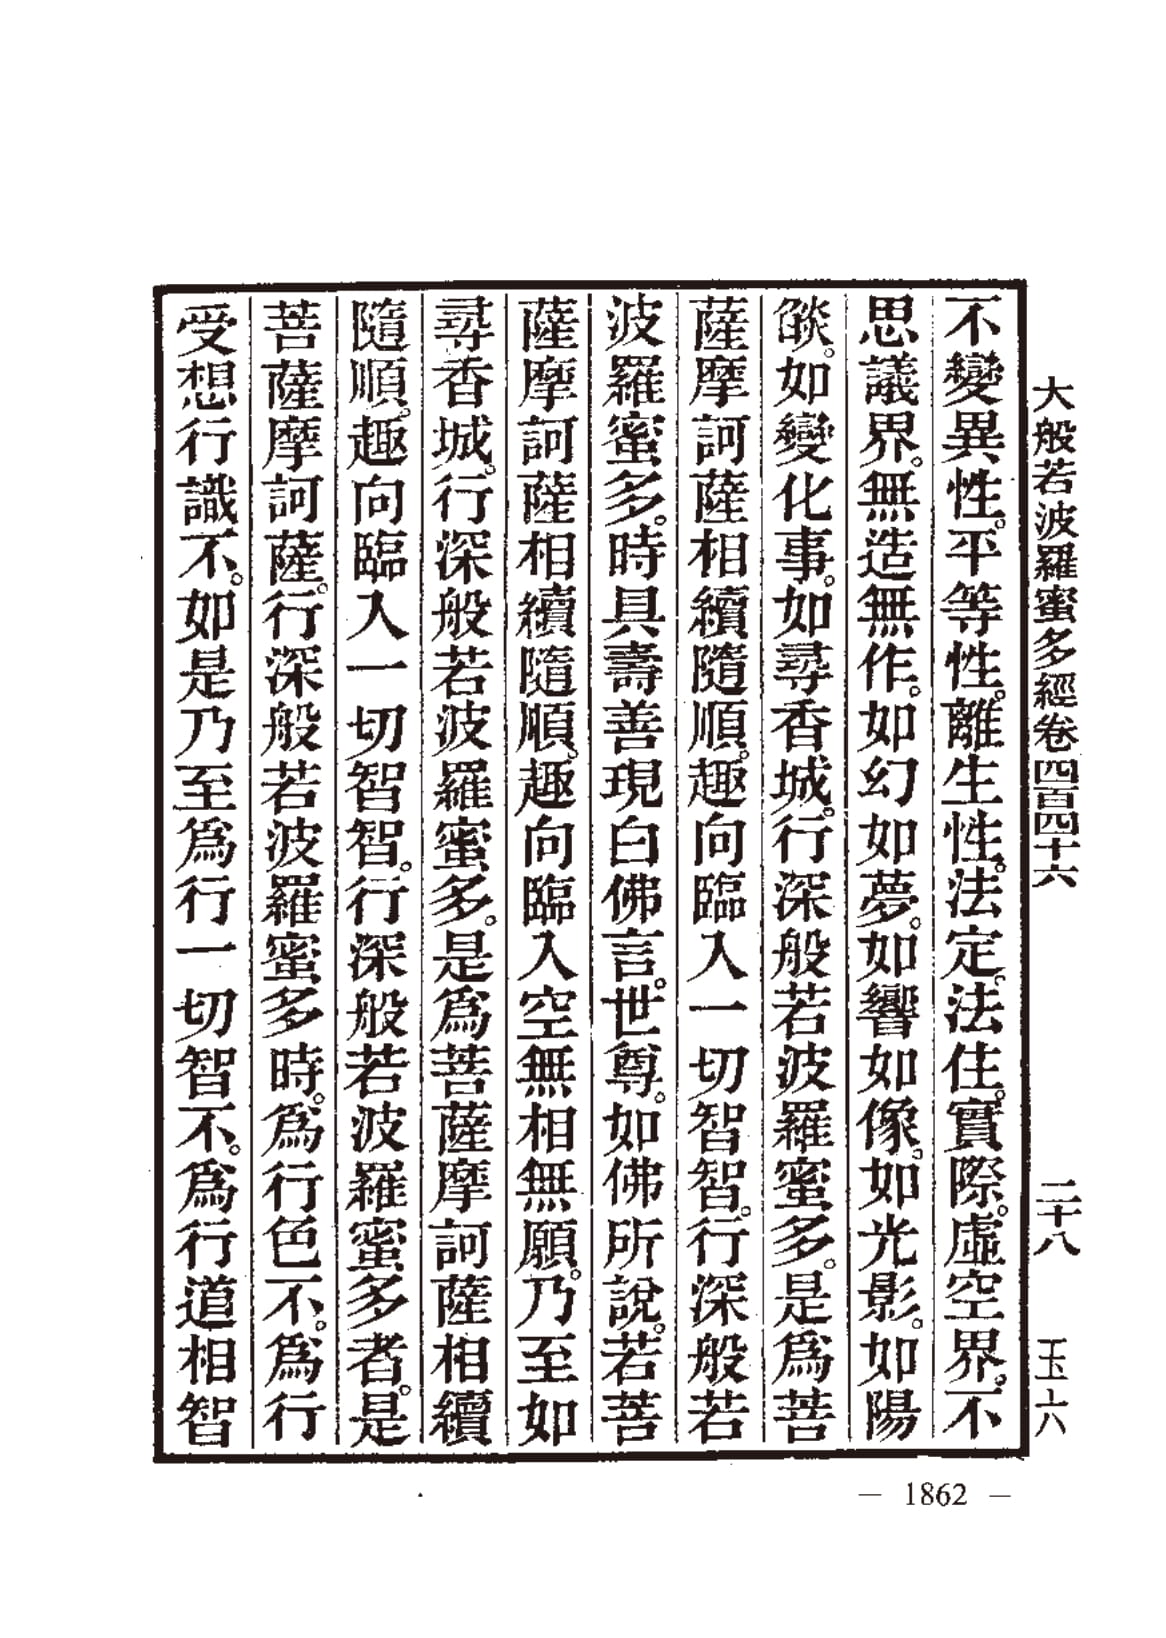 大般若波羅蜜多經卷四百四十六 二十八 玉六
不變異性。平等性。離生性。法定。法住。實際。虛空界。不
思議界。無造無作。如幻如夢。如響如像。如光影。如陽
燄。如變化事。如尋香城。行深般若波羅蜜多。是為菩
薩摩訶薩相續隨順。趣向臨入一切智智。行深般若
波羅蜜多。時具壽善現白佛言。世尊。如佛所說。若菩
薩摩訶薩相續隨順。趣向臨入空無相無願。乃至如
尋香城。行深般若波羅蜜多。是為菩薩摩訶薩相續
隨順。趣向臨入一切智智。行深般若波羅蜜多者。是
菩薩摩訶薩。行深般若波羅蜜多時。為行色不。為行
受想行識不。如是乃至為行一切智不。為行道相智
— 1862 —